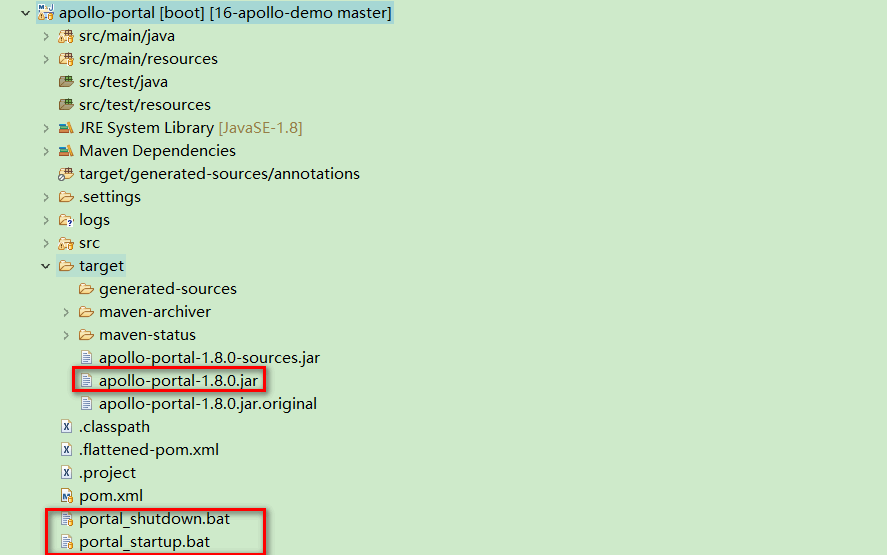 apollo-portal [boot] [16-apollo-demo master]
src/main/java
src/main/resources
src/test/java
src/test/resources
JRE System Library [JavaSE-1.8]
Maven Dependencies
target/generated-sources/annotations
.settings
logs
src
target
generated-sources
maven-archiver
maven-status
apollo-portal-1.8.0-sources.jar
apollo-portal-1.8.0.jar
apollo-portal-1.8.0.jar.original
.classpath
.flattened-pom.xml
.project
pom.xml
portal_shutdown.bat
portal_startup.bat